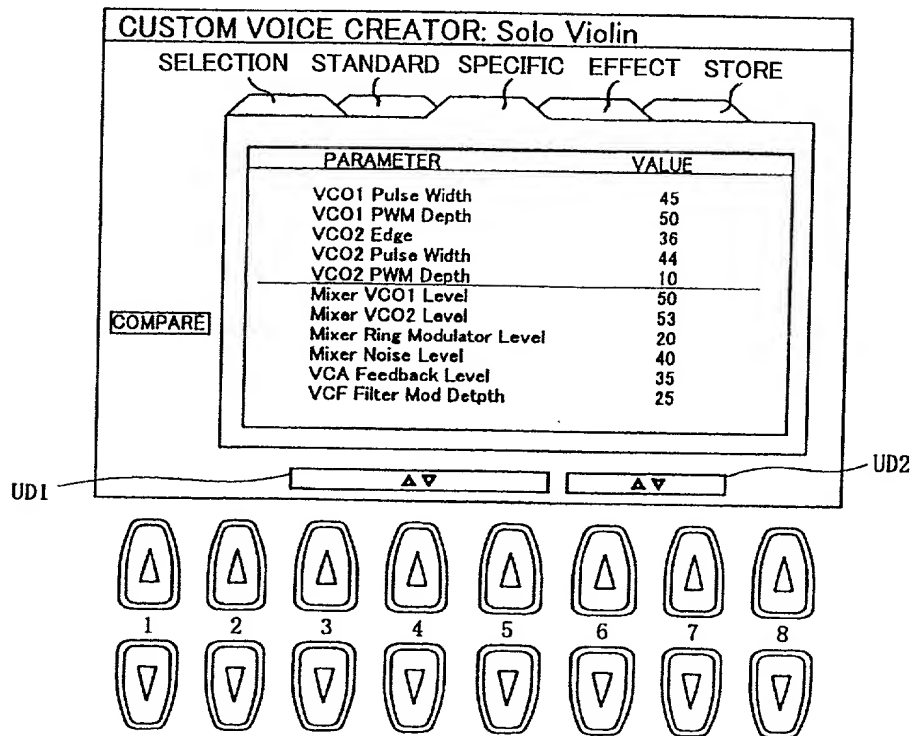 CUSTOM VOICE CREATOR: Solo Violin
SELECTION STANDARD SPECIFIC EFFECT STORE
PARAMETER VALUE
VCO1 Pulse Width 45
VCO1 PWM Depth 50
VCO2 Edge 36
VCO2 Pulse Width 44
VCO2 PWM Depth 10
Mixer VCO1 Level 50
Mixer VCO2 Level 53
Mixer Ring Modulator Level 20
Mixer Noise Level 40
VCA Feedback Level 35
VCF Filter Mod Detpth 25
COMPARE
UD1
UD2
1 2 3 4 5 6 7 8